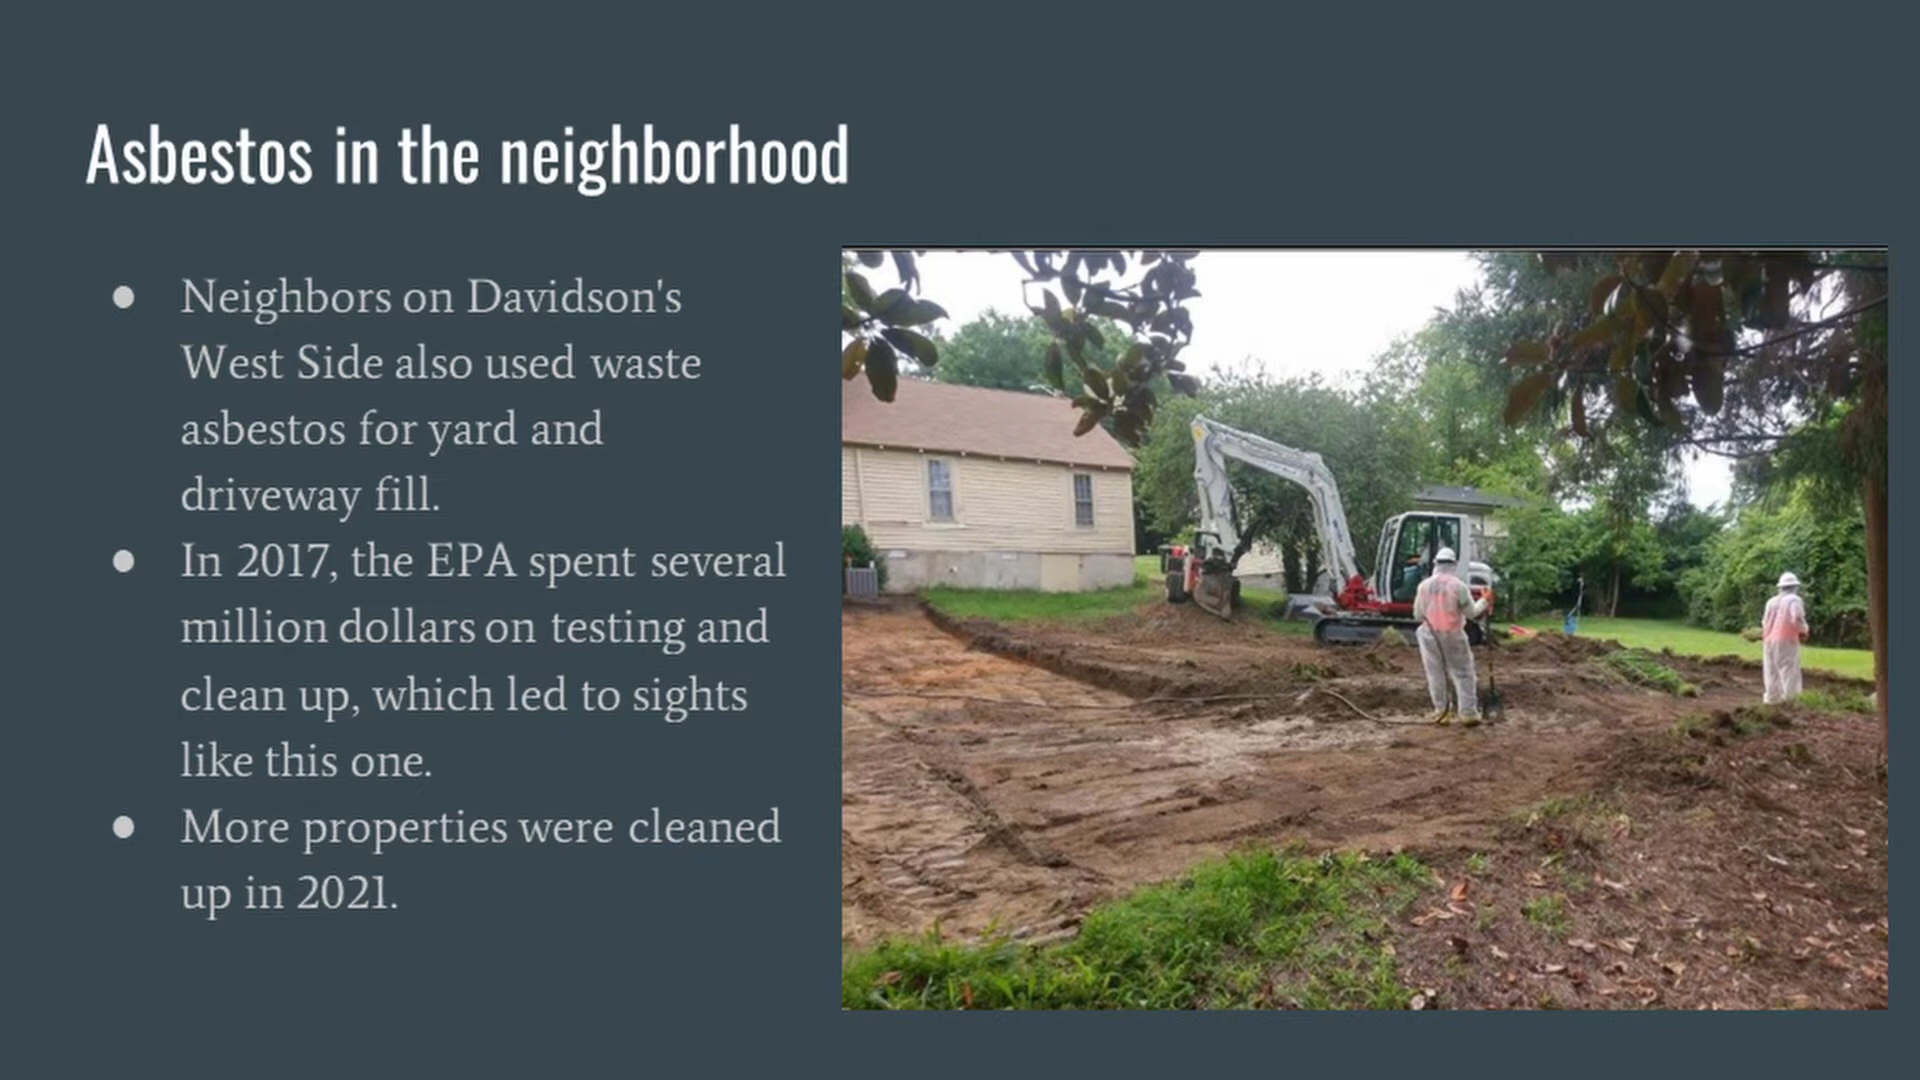 Asbestos in the neighborhood
● Neighbors on Davidson's
West Side also used waste
asbestos for yard and
driveway fill.
● In 2017, the EPA spent several
million dollars on testing and
clean up, which led to sights
like this one.
● More properties were cleaned
up in 2021.